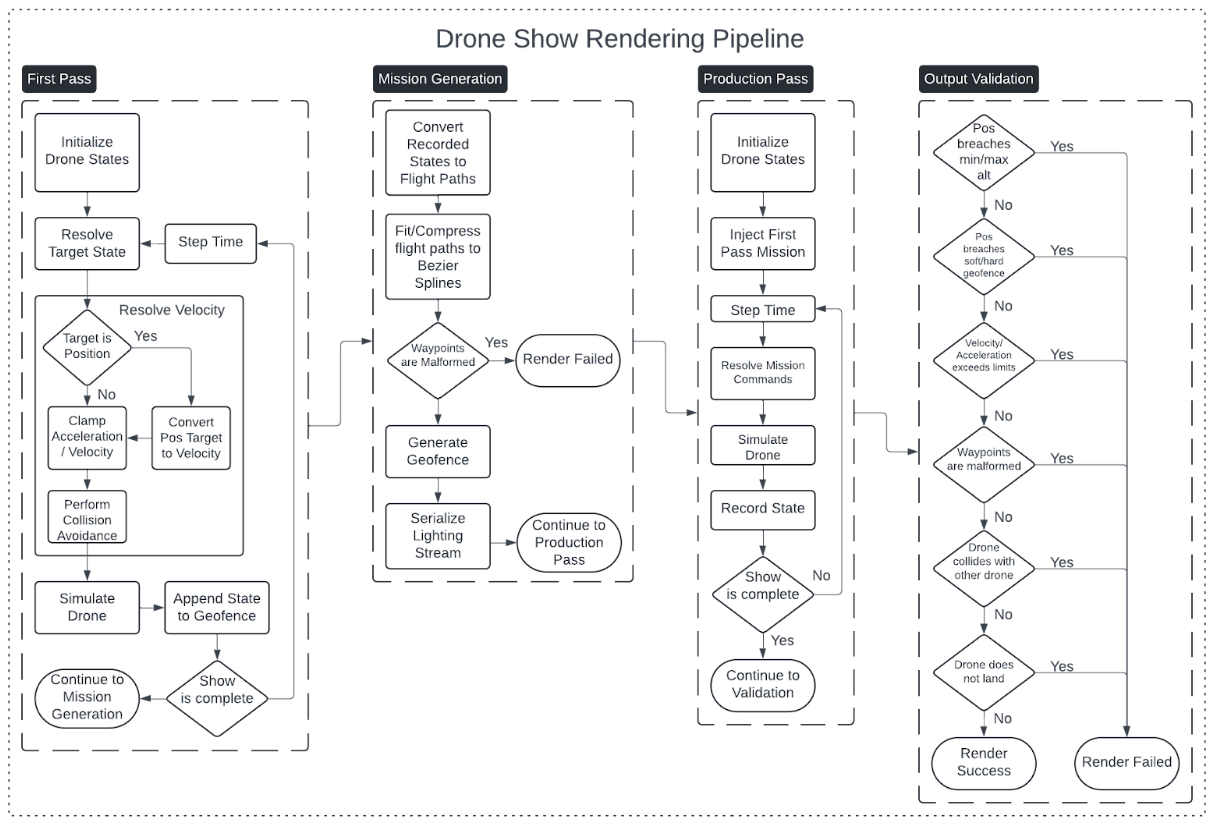 Drone Show Rendering Pipeline
First Pass
Initialize
Drone States
Resolve
Target State
Step Time
Resolve Velocity
Target is
Position
Yes
No
Clamp
Acceleration
/ Velocity
Convert
Pos Target
to Velocity
Perform
Collision
Avoidance
Simulate
Drone
Append State
to Geofence
Continue to
Mission
Generation
Show
is complete
Mission Generation
Convert
Recorded
States to
Flight Paths
Fit/Compress
flight paths to
Bezier
Splines
Waypoints
are Malformed
Yes
Render Failed
Generate
Geofence
Serialize
Lighting
Stream
Continue to
Production
Pass
Production Pass
Initialize
Drone States
Inject First
Pass Mission
Step Time
Resolve Mission
Commands
Simulate
Drone
Record State
Show
is complete
No
Yes
Continue to
Validation
Output Validation
Pos
breaches
min/max
alt
Yes
No
Pos
breaches
soft/hard
geofence
Yes
No
Velocity/
Acceleration
exceeds limits
Yes
No
Waypoints
are malformed
Yes
No
Drone
collides with
other drone
Yes
No
Drone does
not land
Yes
No
Render
Success
Render Failed